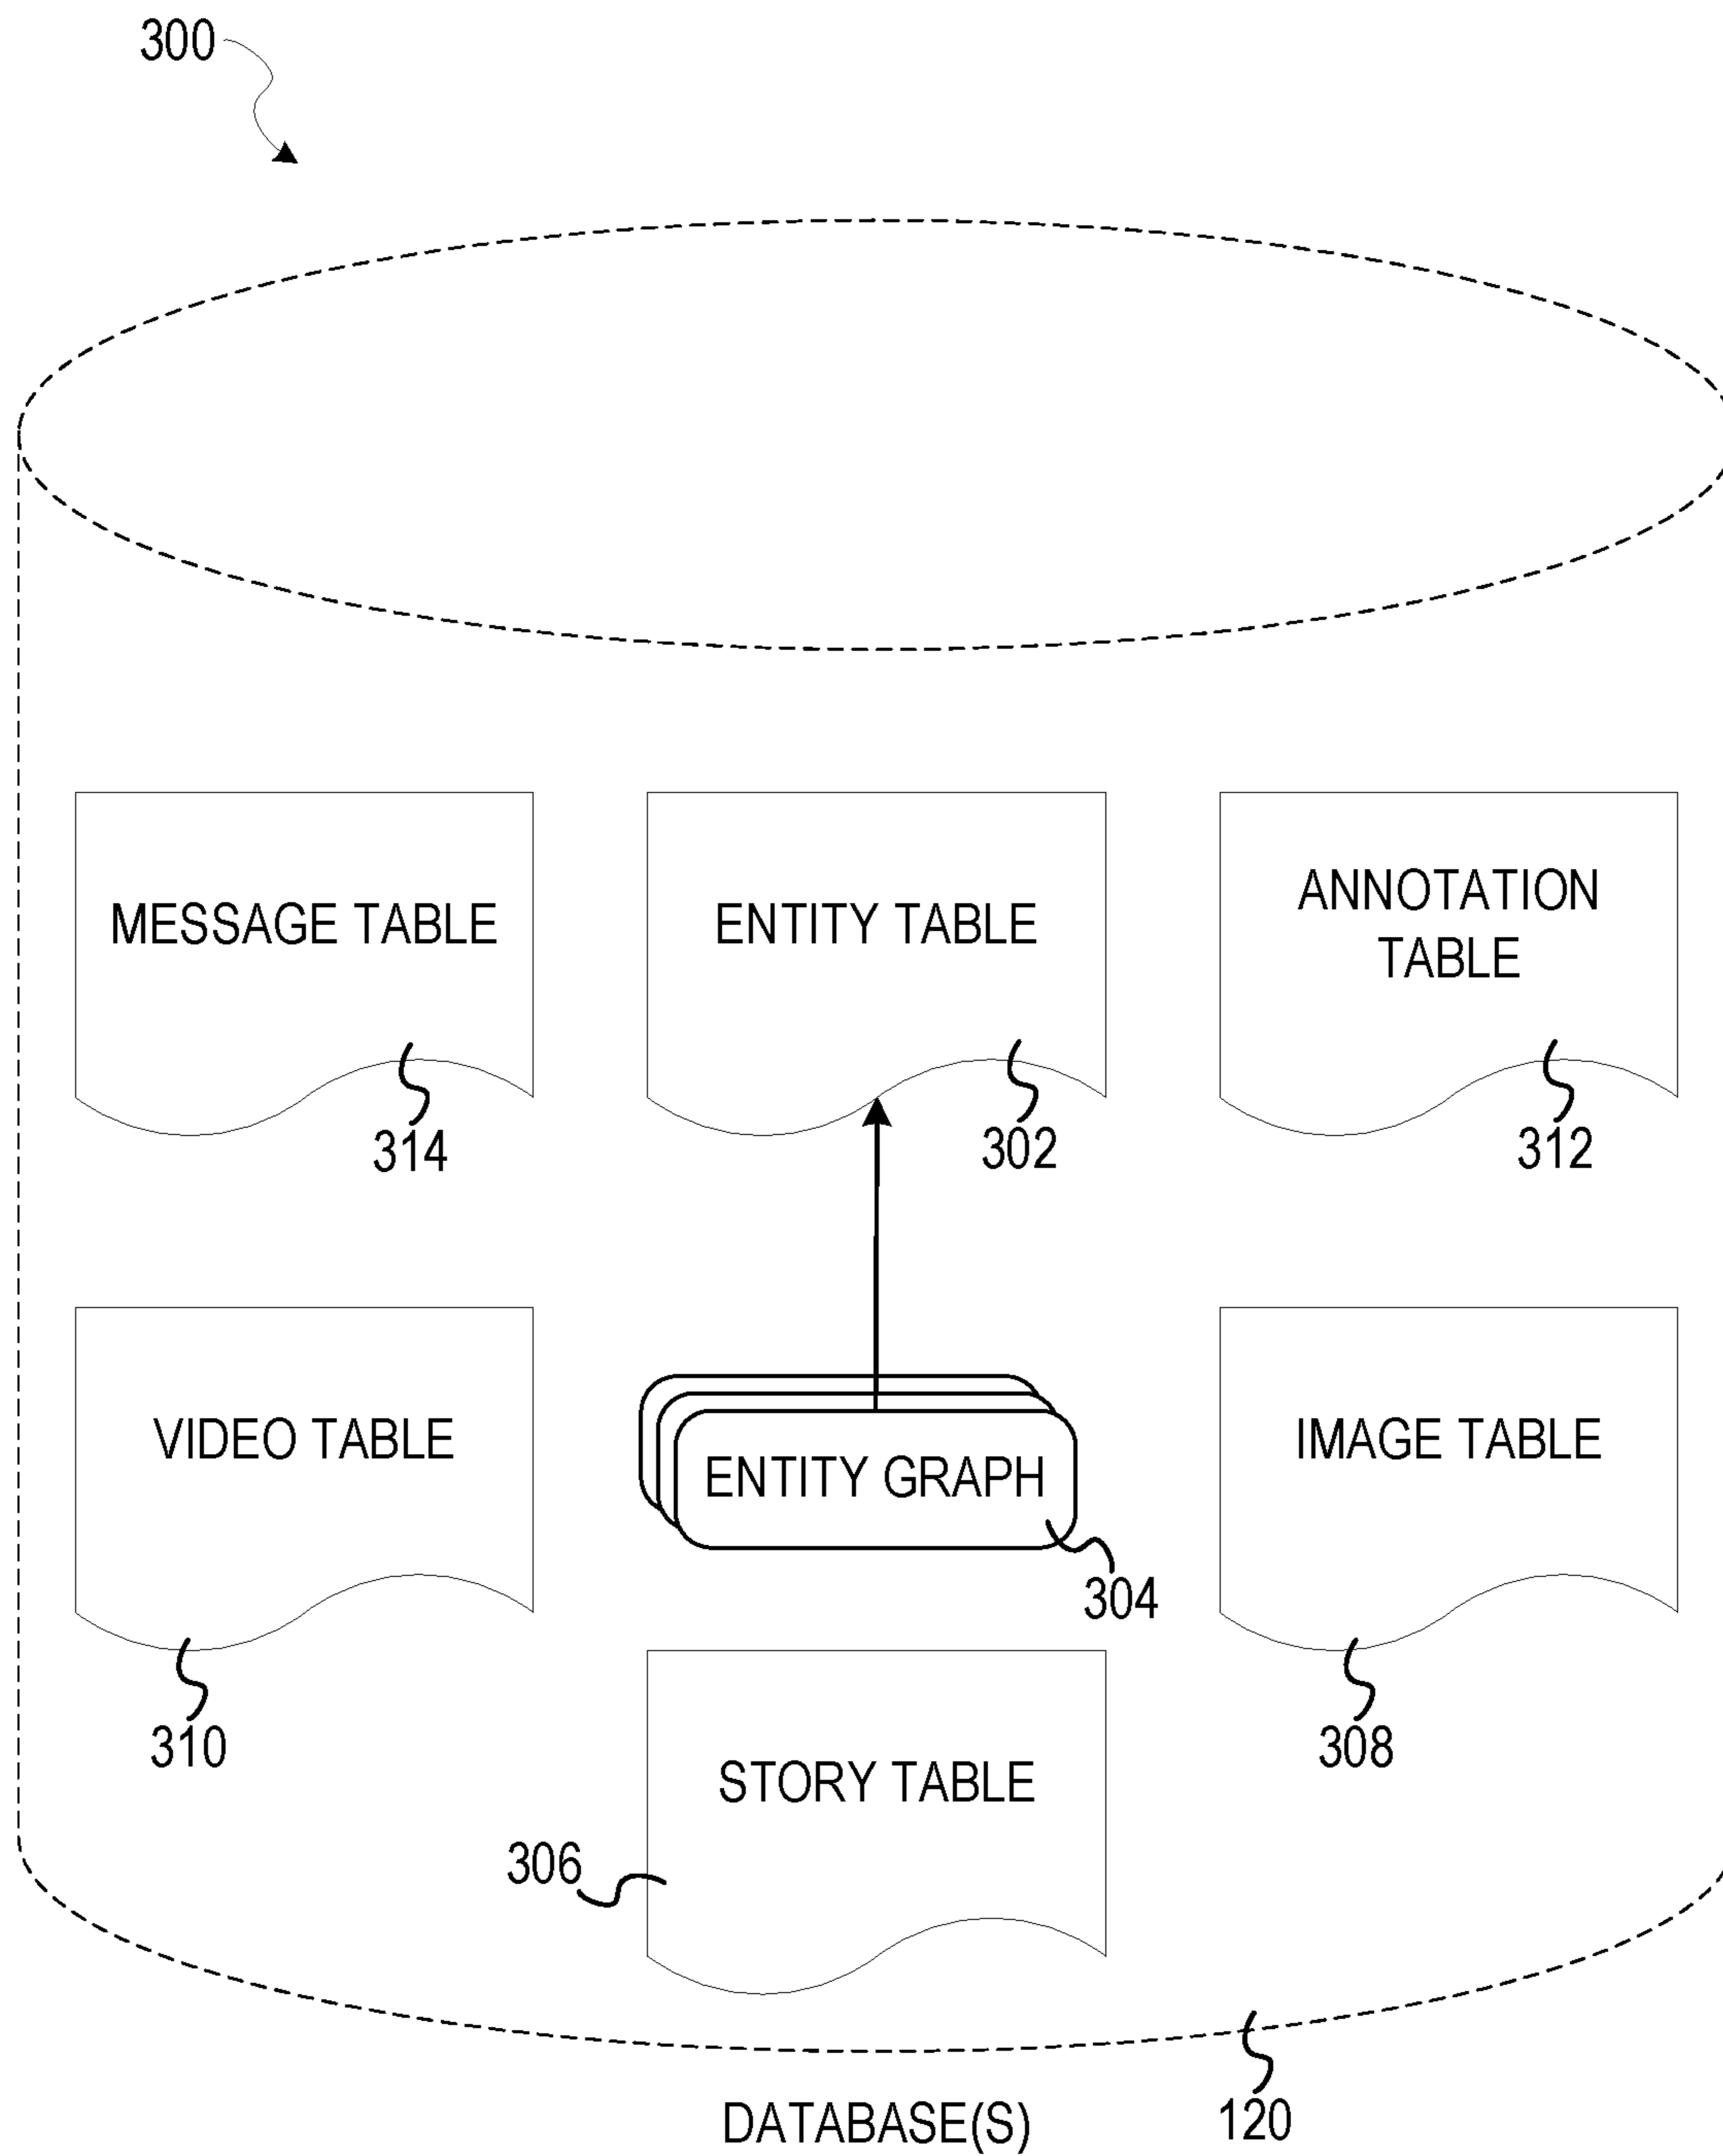 300
MESSAGE TABLE
314
ENTITY TABLE
302
ANNOTATION
TABLE
312
VIDEO TABLE
310
ENTITY GRAPH
304
IMAGE TABLE
308
STORY TABLE
306
DATABASE(S)
120